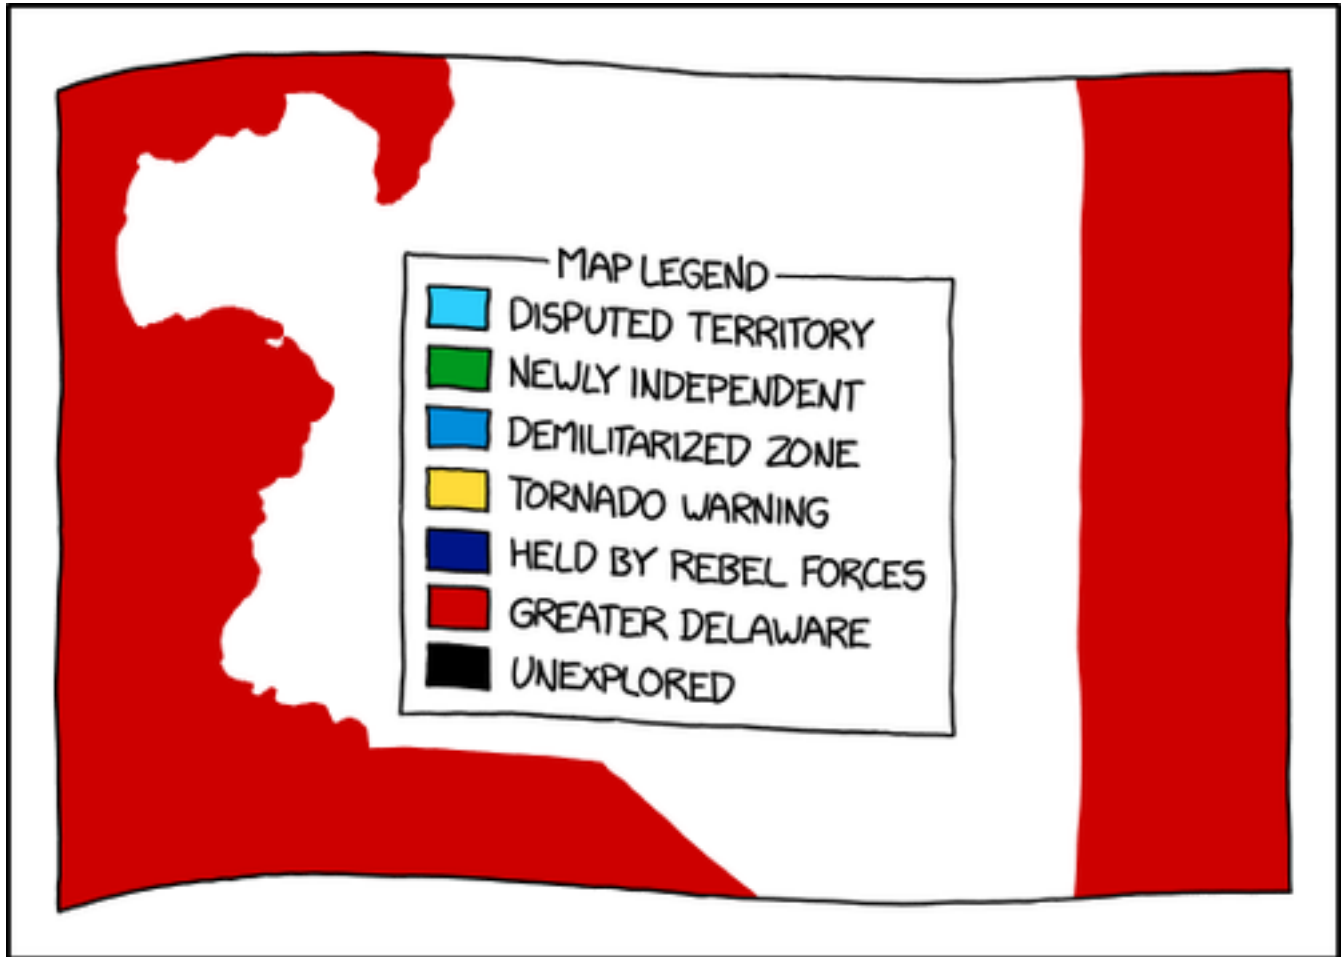 MAP LEGEND
DISPUTED TERRITORY
NEWLY INDEPENDENT
DEMILITARIZED ZONE
TORNADO WARNING
HELD BY REBEL FORCES
GREATER DELAWARE
UNEXPLORED